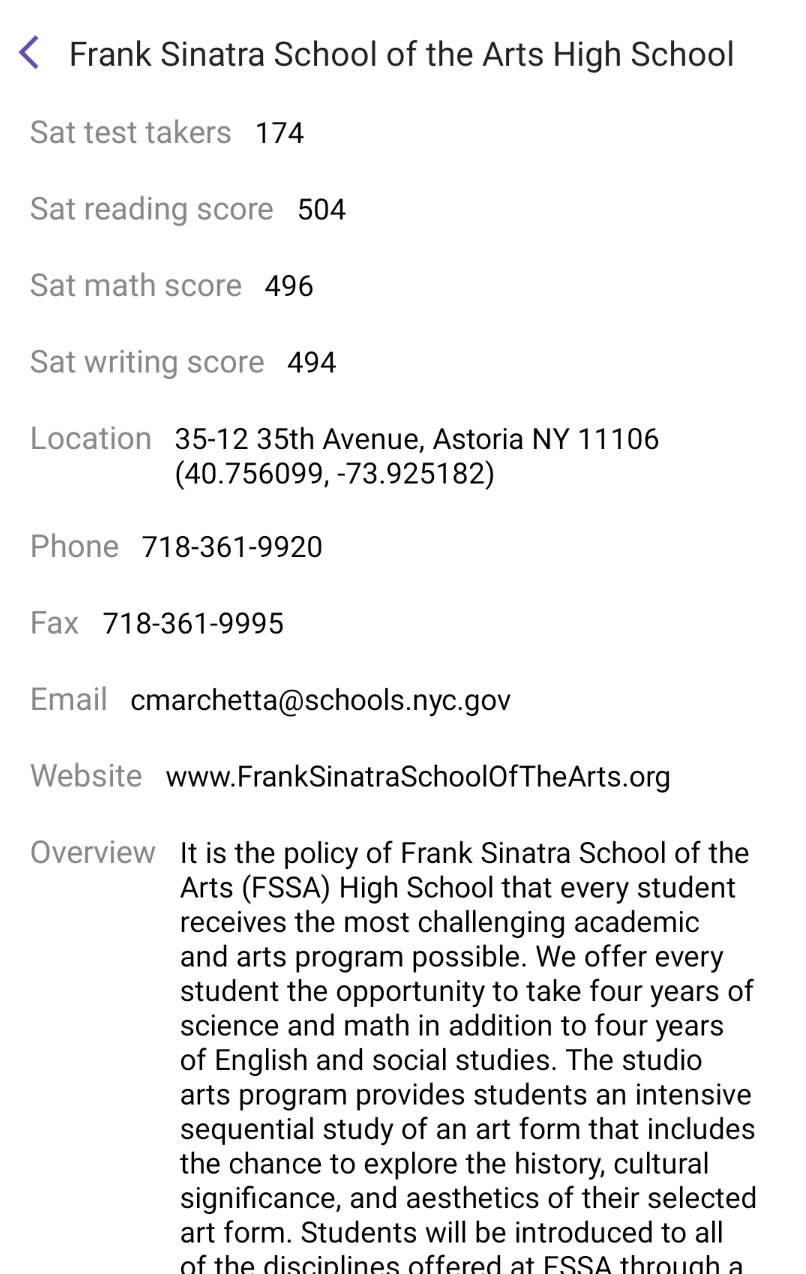 Frank Sinatra School of the Arts High School
Sat test takers 174
Sat reading score 504
Sat math score 496
Sat writing score 494
Location 35-12 35th Avenue, Astoria NY 11106
(40.756099, -73.925182)
Phone 718-361-9920
Fax 718-361-9995
Email cmarchetta@schools.nyc.gov
Website www.FrankSinatraSchoolOfTheArts.org
Overview It is the policy of Frank Sinatra School of the
Arts (FSSA) High School that every student
receives the most challenging academic
and arts program possible. We offer every
student the opportunity to take four years of
science and math in addition to four years
of English and social studies. The studio
arts program provides students an intensive
sequential study of an art form that includes
the chance to explore the history, cultural
significance, and aesthetics of their selected
art form. Students will be introduced to all
of the disciplines offered at FSSA through a